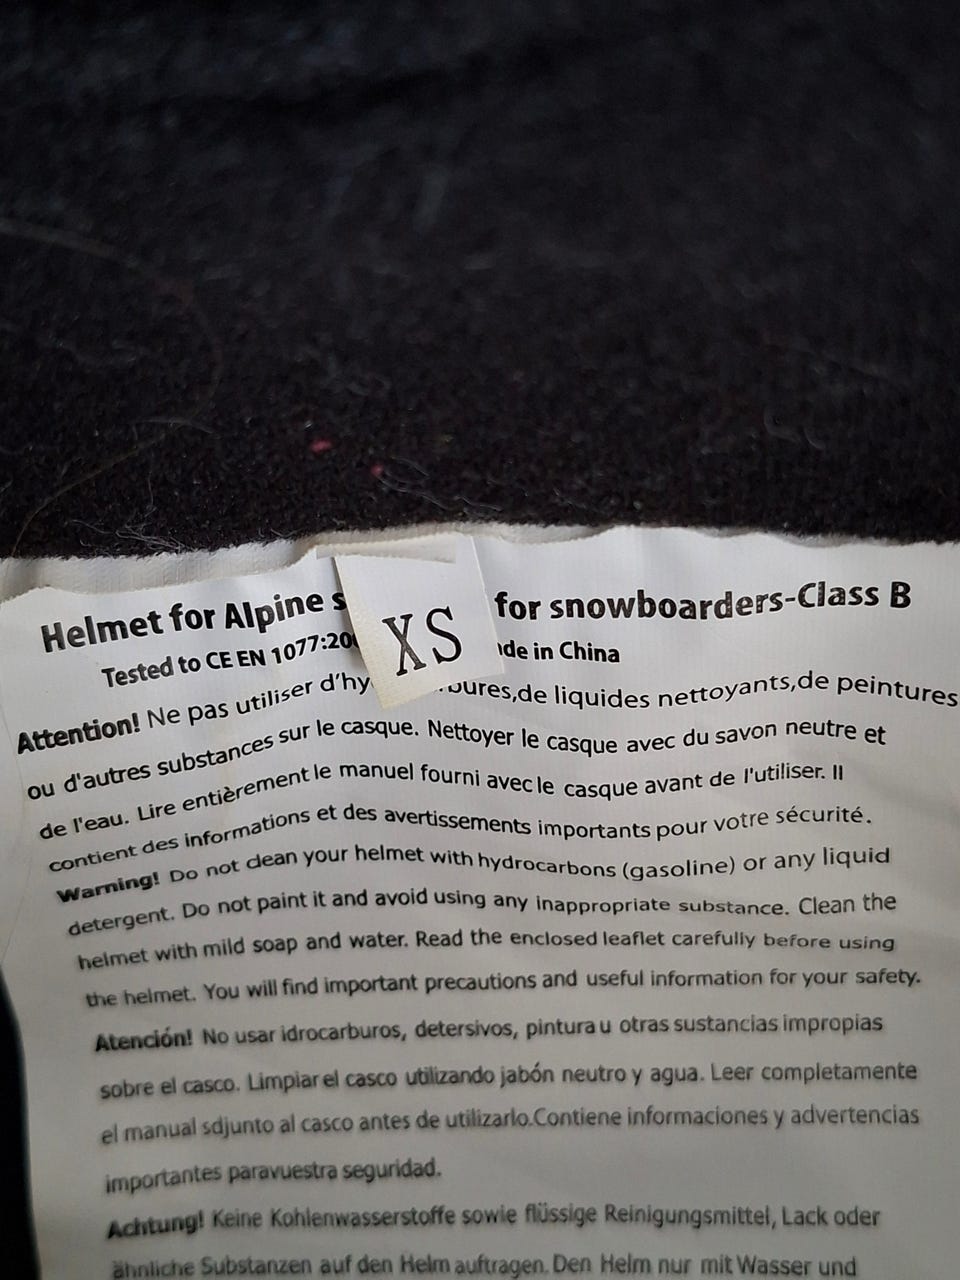 Helmet for Alpine s XS for snowboarders-Class B
Tested to CE EN 1077:20 de in China
Attention! Ne pas utiliser d'hy bures,de liquides nettoyants,de peintures
ou d'autres substances sur le casque. Nettoyer le casque avec du savon neutre et
de l'eau. Lire entièrement le manuel fourni avec le casque avant de l'utiliser. Il
contient des informations et des avertissements importants pour votre sécurité.
Warning! Do not clean your helmet with hydrocarbons (gasoline) or any liquid
detergent. Do not paint it and avoid using any inappropriate substance. Clean the
helmet with mild soap and water. Read the enclosed leaflet carefully before using
the helmet. You will find important precautions and useful information for your safety.
Atención! No usar idrocarburos, detersivos, pintura u otras sustancias impropias
sobre el casco. Limpiar el casco utilizando jabón neutro y agua. Leer completamente
el manual sdjunto al casco antes de utilizarlo.Contiene informaciones y advertencias
importantes paravuestra seguridad.
Achtung! Keine Kohlenwasserstoffe sowie flüssige Reinigungsmittel, Lack oder
ähnliche Substanzen auf den Helm auftragen. Den Helm nur mit Wasser und